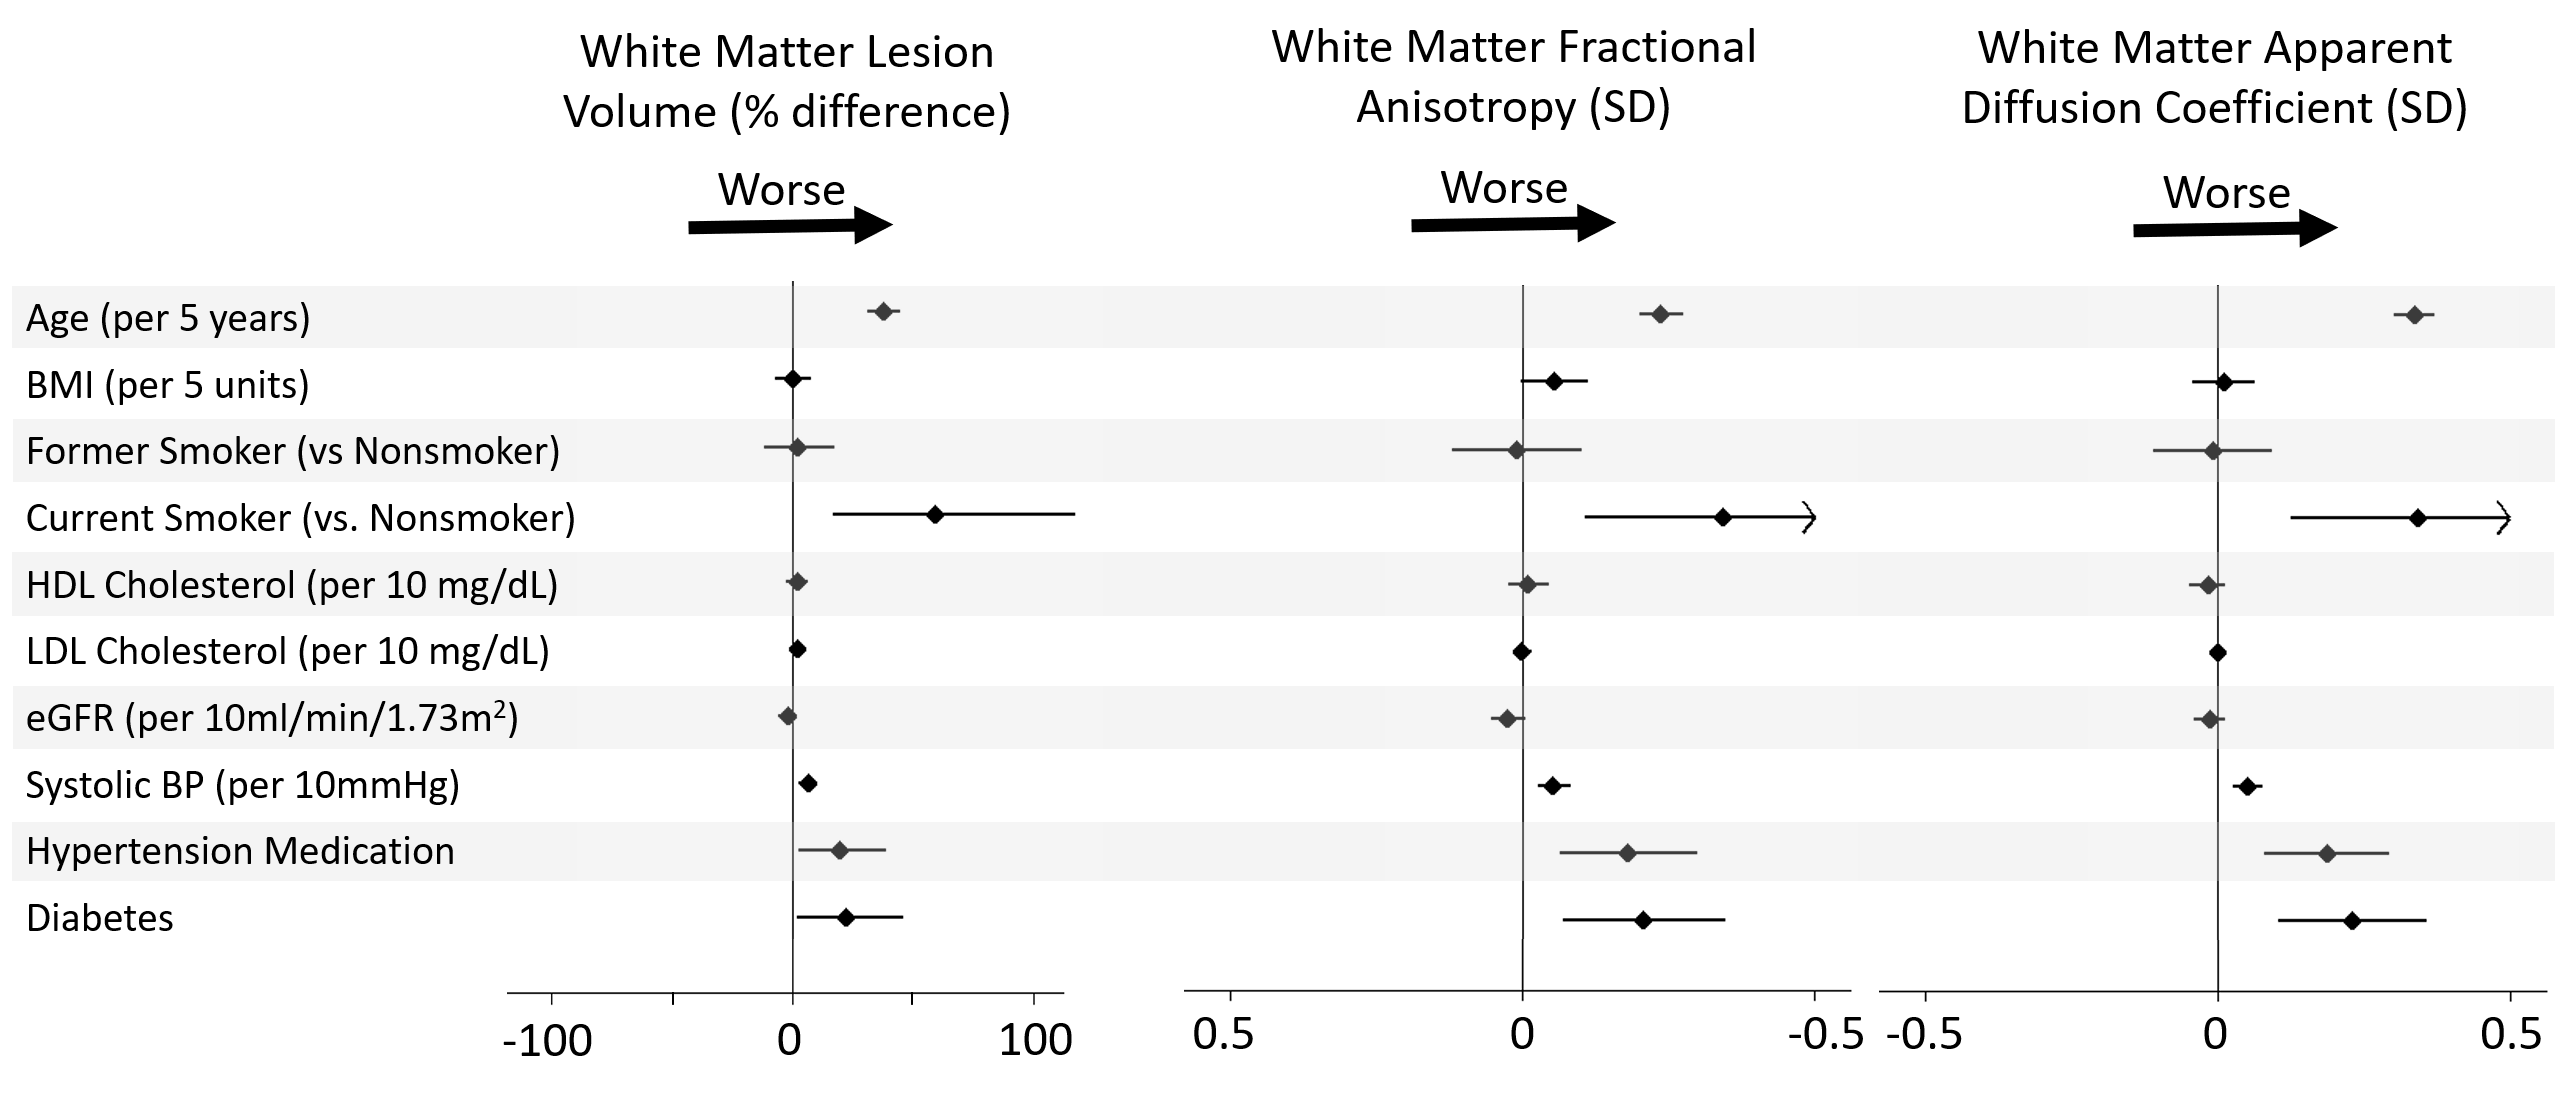 White Matter Lesion
Volume (% difference)
White Matter Fractional
Anisotropy (SD)
White Matter Apparent
Diffusion Coefficient (SD)
Worse
Worse
Worse
Age (per 5 years)
BMI (per 5 units)
Former Smoker (vs Nonsmoker)
Current Smoker (vs. Nonsmoker)
HDL Cholesterol (per 10 mg/dL)
LDL Cholesterol (per 10 mg/dL)
eGFR (per 10ml/min/1.73m²)
Systolic BP (per 10mmHg)
Hypertension Medication
Diabetes
-100 0 100
0.5 0 -0.5
-0.5 0 0.5